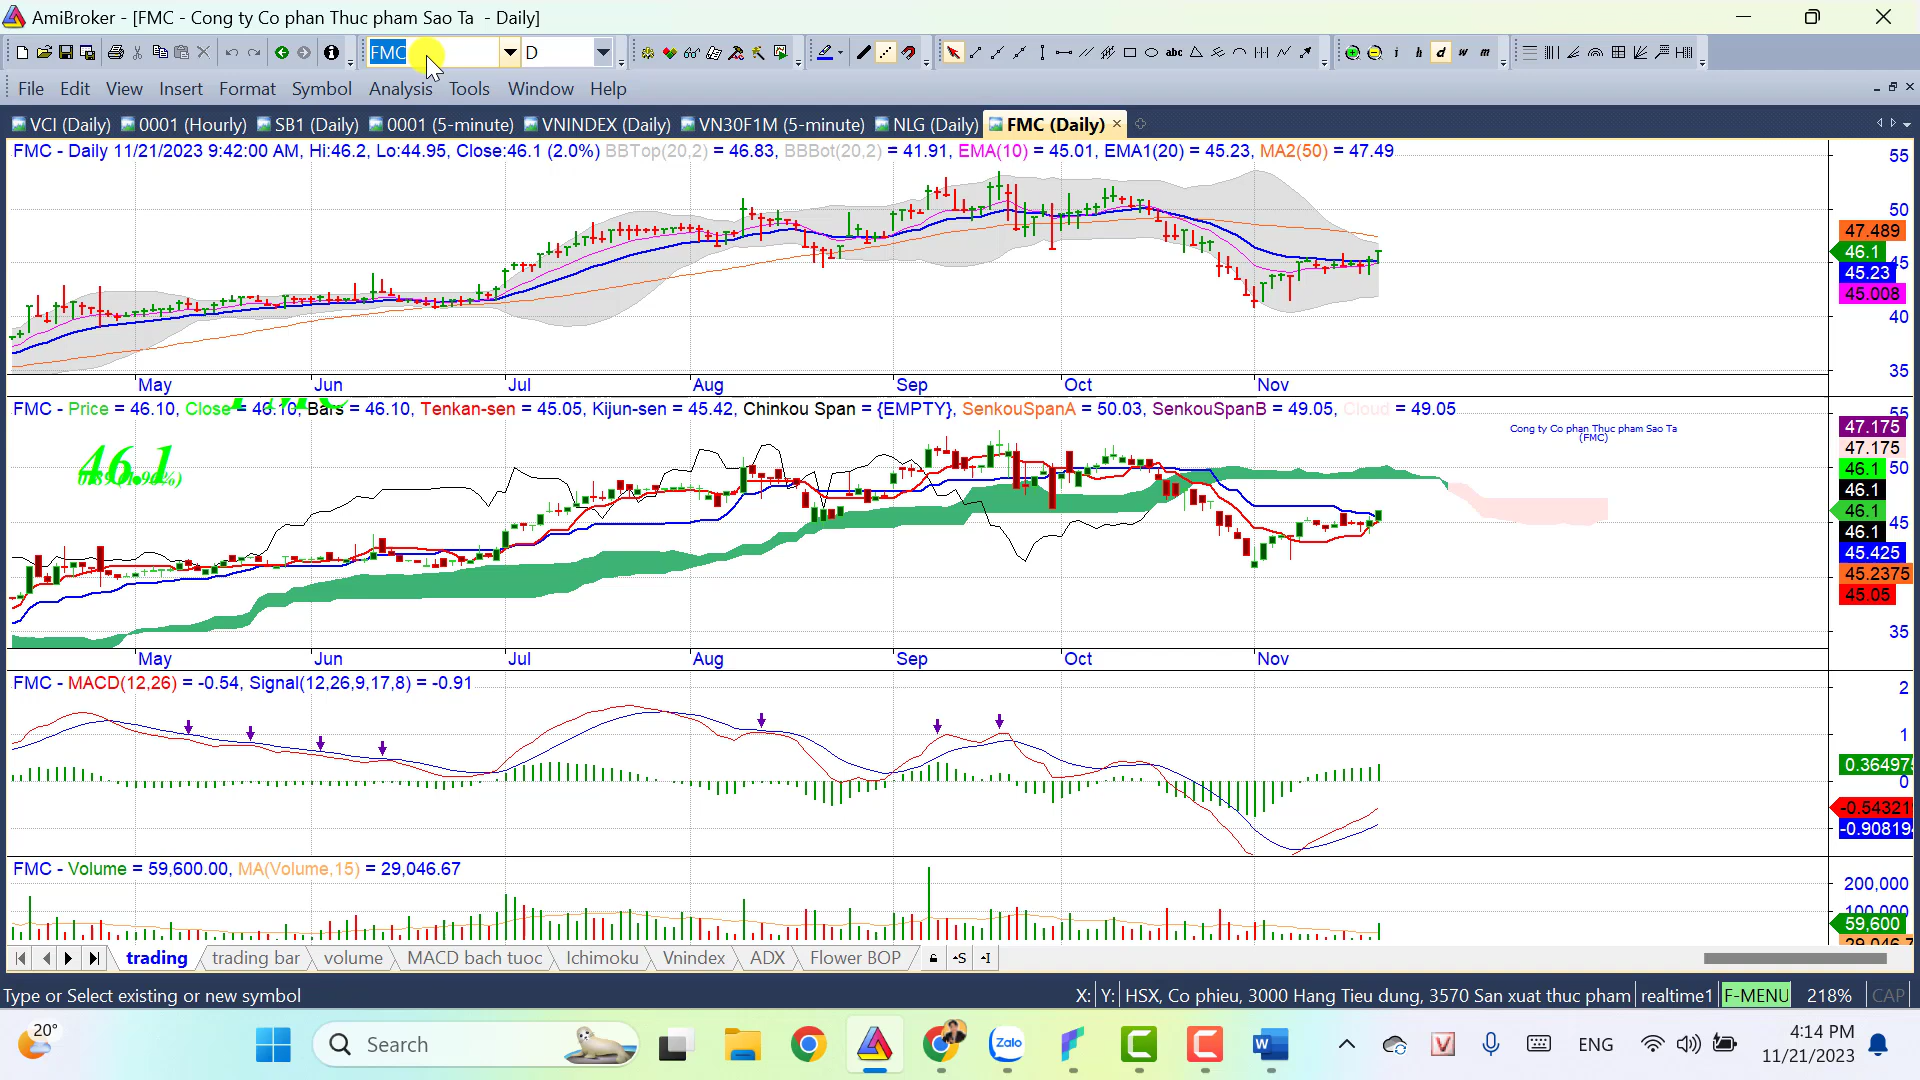 AmiBroker - [FMC - Cong ty Co phan Thuc pham Sao Ta  - Daily]
FMC D abc i h d w m
File Edit View Insert Format Symbol Analysis Tools Window Help
VCI (Daily) 0001 (Hourly) SB1 (Daily) 0001 (5-minute) VNINDEX (Daily) VN30F1M (5-minute) NLG (Daily) FMC (Daily)
FMC - Daily 11/21/2023 9:42:00 AM, Hi:46.2, Lo:44.95, Close:46.1 (2.0%) BBTop(20,2) = 46.83, BBBot(20,2) = 41.91, EMA(10) = 45.01, EMA1(20) = 45.23, MA2(50) = 47.49
55
50
47.489
46.1
45
45.23
45.008
40
35
May Jun Jul Aug Sep Oct Nov
FMC - Price = 46.10, Close = 46.10, Bars = 46.10, Tenkan-sen = 45.05, Kijun-sen = 45.42, Chinkou Span = {EMPTY}, SenkouSpanA = 50.03, SenkouSpanB = 49.05, Cloud = 49.05
55
Cong ty Co phan Thuc pham Sao Ta
(FMC)
46.1
47.175
47.175
50
46.1
46.1
46.1
45
46.1
45.425
45.2375
45.05
35
May Jun Jul Aug Sep Oct Nov
FMC - MACD(12,26) = -0.54, Signal(12,26,9,17,8) = -0.91
2
1
0.364975
0
-0.54321
-0.908194
FMC - Volume = 59,600.00, MA(Volume,15) = 29,046.67
200,000
100,000
59,600
29,046.7
trading trading bar volume MACD bach tuoc Ichimoku Vnindex ADX Flower BOP S I
Type or Select existing or new symbol X: Y: HSX, Co phieu, 3000 Hang Tieu dung, 3570 San xuat thuc pham realtime1 F-MENU 218% CAP
20° Search Zalo W V ENG 4:14 PM
11/21/2023